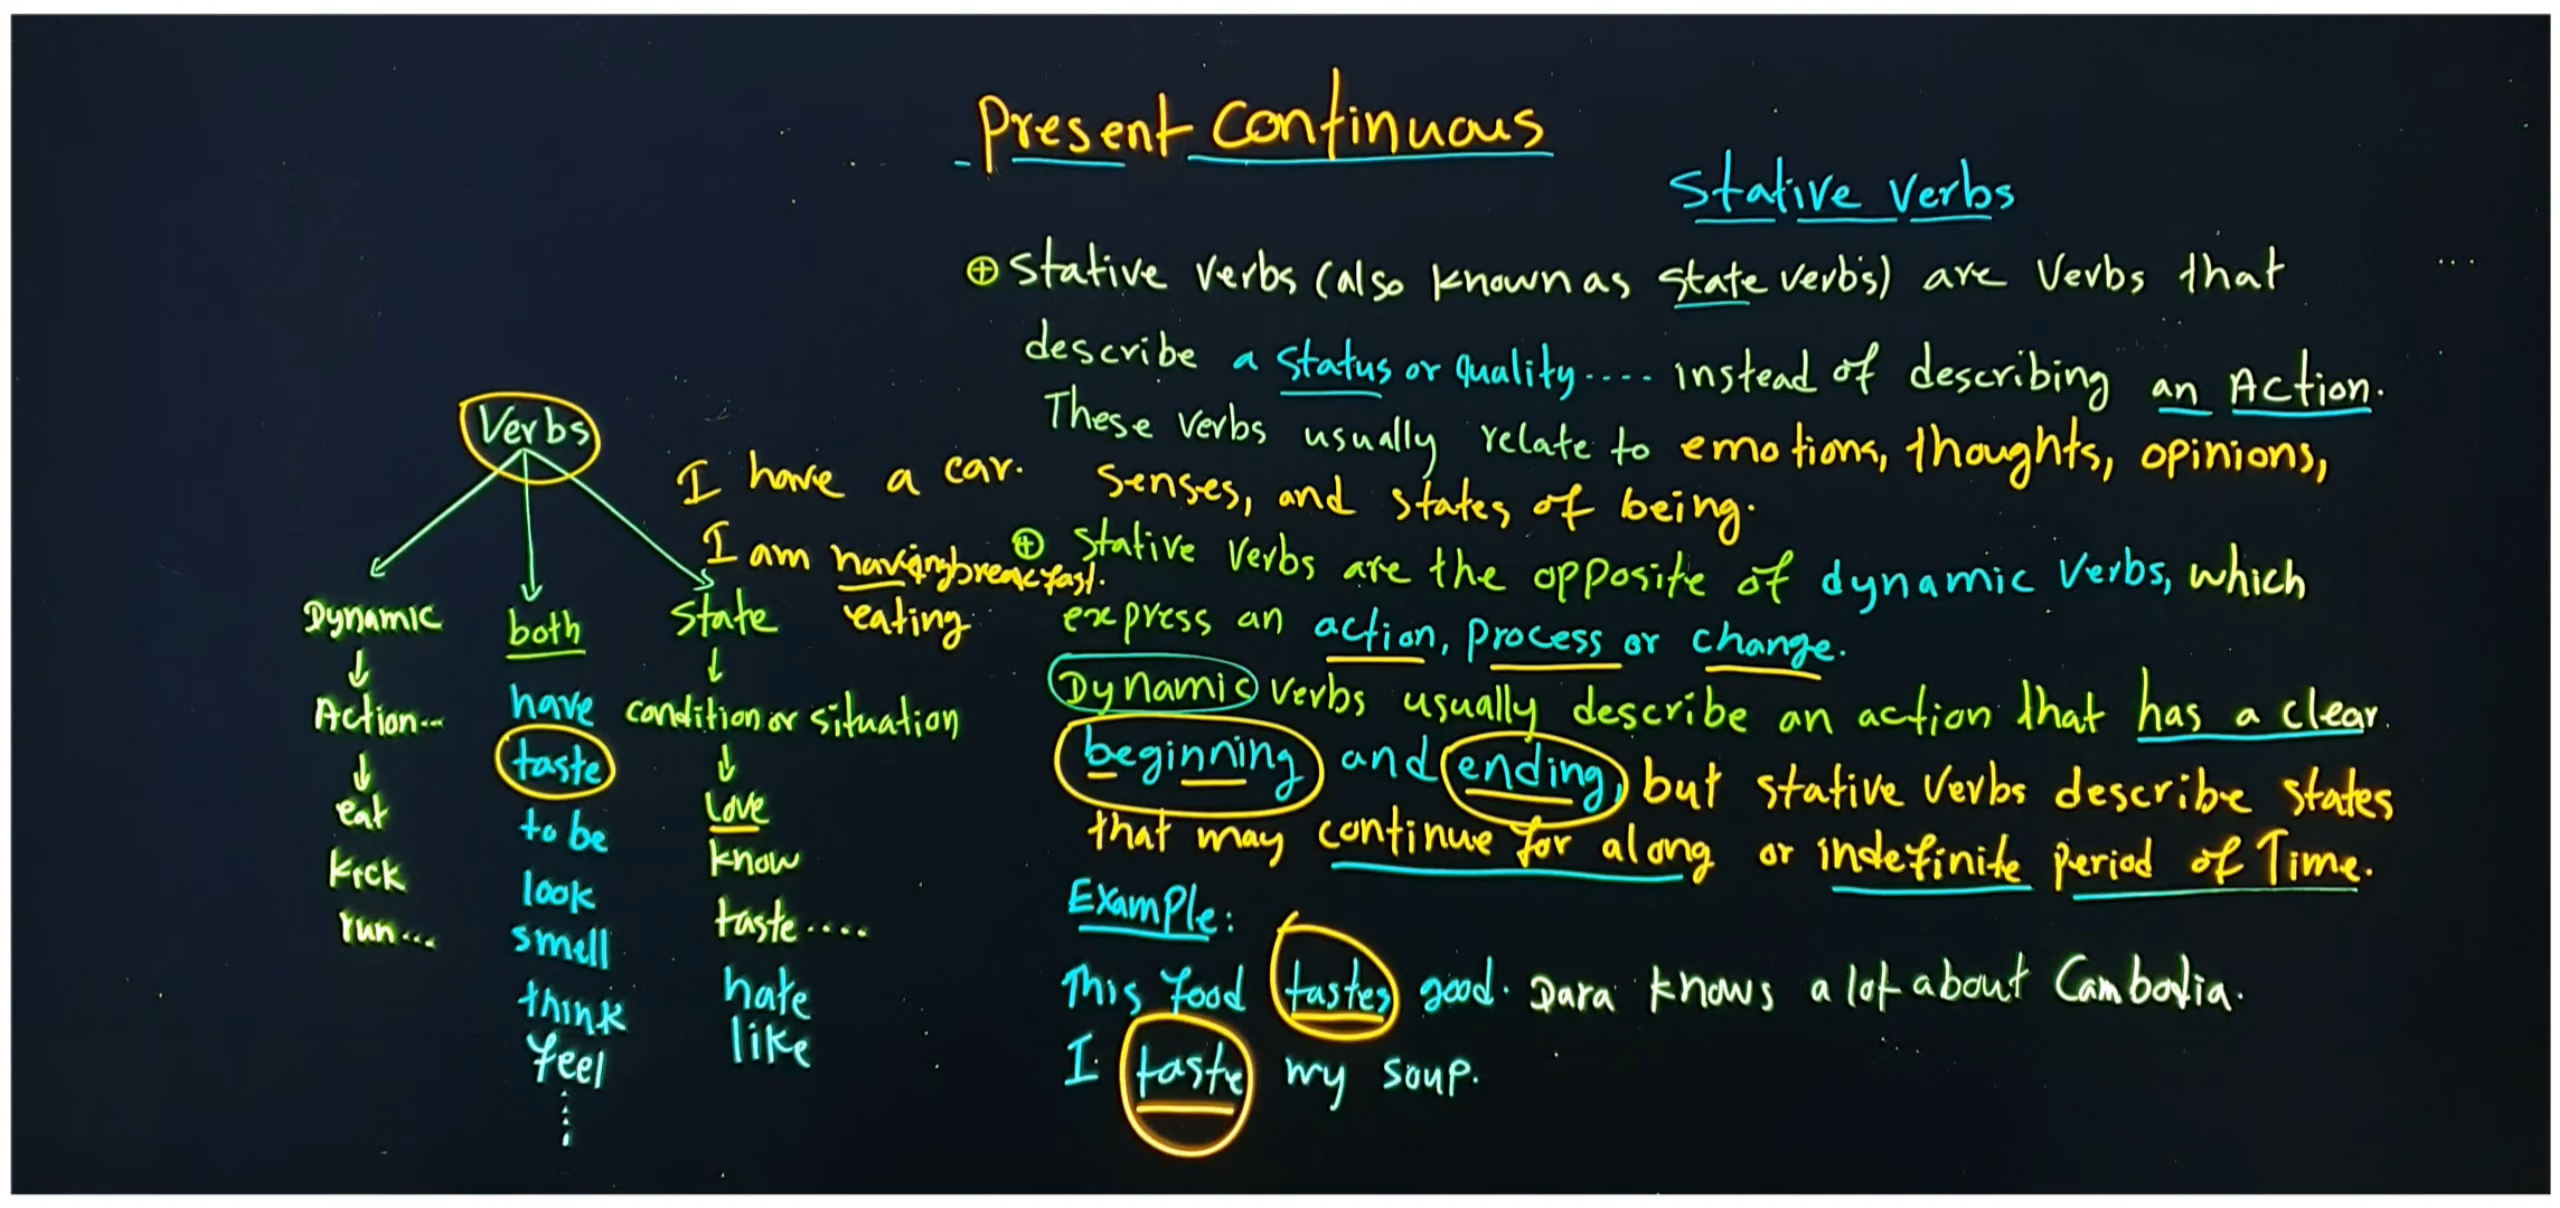 Present Continuous
Stative Verbs
⊕ Stative Verbs (also known as state verbs) are Verbs that
describe a status or quality.... instead of describing an Action.
These verbs usually relate to emotions, thoughts, opinions,
senses, and states of being.
⊕ Stative Verbs are the opposite of dynamic Verbs, which
express an action, process or change.
Dynamic verbs usually describe an action that has a clear
beginning and ending, but stative verbs describe states
that may continue for a long or indefinite period of Time.
Example:
This food tastes good. Dara knows a lot about Cambodia.
I taste my soup.
Verbs
I have a car.
I am having breakfast.
eating
Dynamic
Action...
eat
kick
run...
both
have
taste
to be
look
smell
think
feel
State
condition or situation
Love
know
taste....
hate
like